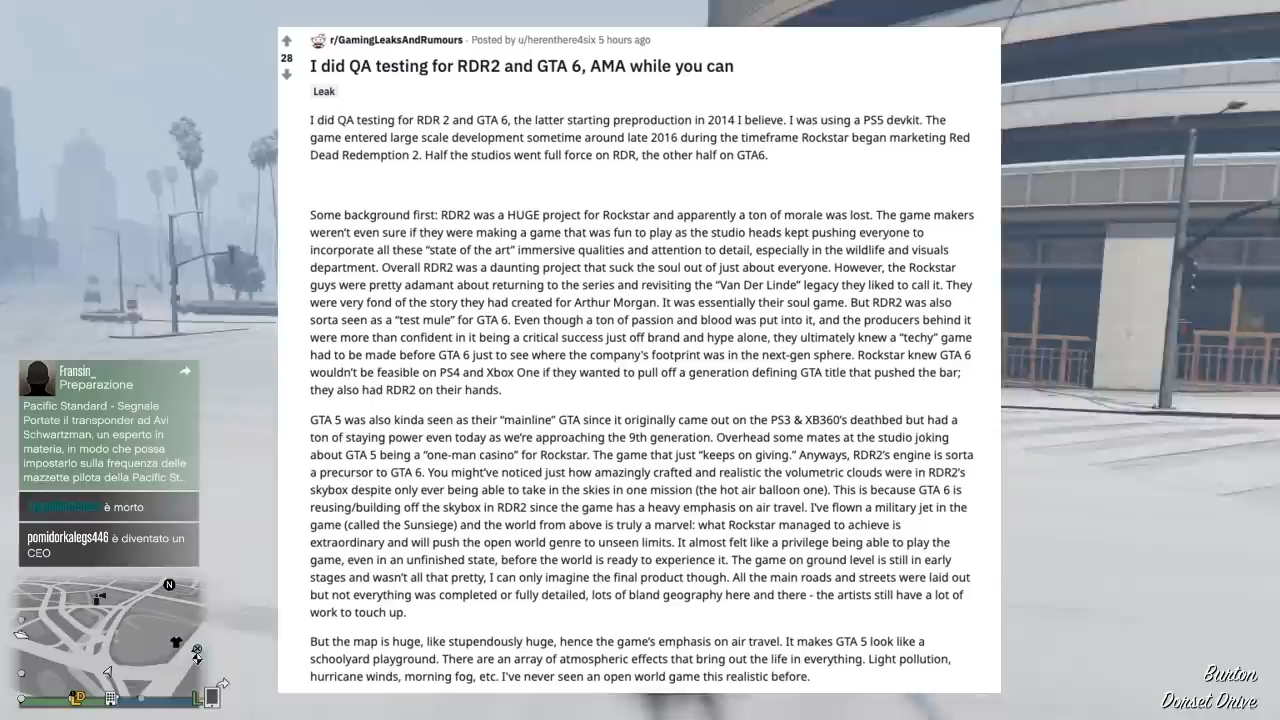 r/GamingLeaksAndRumours · Posted by u/herenthere4six 5 hours ago
28
I did QA testing for RDR2 and GTA 6, AMA while you can
Leak
I did QA testing for RDR 2 and GTA 6, the latter starting preproduction in 2014 I believe. I was using a PS5 devkit. The
game entered large scale development sometime around late 2016 during the timeframe Rockstar began marketing Red
Dead Redemption 2. Half the studios went full force on RDR, the other half on GTA6.
Some background first: RDR2 was a HUGE project for Rockstar and apparently a ton of morale was lost. The game makers
weren't even sure if they were making a game that was fun to play as the studio heads kept pushing everyone to
incorporate all these “state of the art” immersive qualities and attention to detail, especially in the wildlife and visuals
department. Overall RDR2 was a daunting project that suck the soul out of just about everyone. However, the Rockstar
guys were pretty adamant about returning to the series and revisiting the “Van Der Linde” legacy they liked to call it. They
were very fond of the story they had created for Arthur Morgan. It was essentially their soul game. But RDR2 was also
sorta seen as a “test mule” for GTA 6. Even though a ton of passion and blood was put into it, and the producers behind it
were more than confident in it being a critical success just off brand and hype alone, they ultimately knew a “techy” game
had to be made before GTA 6 just to see where the company's footprint was in the next-gen sphere. Rockstar knew GTA 6
wouldn't be feasible on PS4 and Xbox One if they wanted to pull off a generation defining GTA title that pushed the bar;
they also had RDR2 on their hands.
GTA 5 was also kinda seen as their “mainline” GTA since it originally came out on the PS3 & XB360's deathbed but had a
ton of staying power even today as we're approaching the 9th generation. Overhead some mates at the studio joking
about GTA 5 being a “one-man casino” for Rockstar. The game that just “keeps on giving.” Anyways, RDR2's engine is sorta
a precursor to GTA 6. You might've noticed just how amazingly crafted and realistic the volumetric clouds were in RDR2's
skybox despite only ever being able to take in the skies in one mission (the hot air balloon one). This is because GTA 6 is
reusing/building off the skybox in RDR2 since the game has a heavy emphasis on air travel. I've flown a military jet in the
game (called the Sunsiege) and the world from above is truly a marvel: what Rockstar managed to achieve is
extraordinary and will push the open world genre to unseen limits. It almost felt like a privilege being able to play the
game, even in an unfinished state, before the world is ready to experience it. The game on ground level is still in early
stages and wasn't all that pretty, I can only imagine the final product though. All the main roads and streets were laid out
but not everything was completed or fully detailed, lots of bland geography here and there - the artists still have a lot of
work to touch up.
But the map is huge, like stupendously huge, hence the game's emphasis on air travel. It makes GTA 5 look like a
schoolyard playground. There are an array of atmospheric effects that bring out the life in everything. Light pollution,
hurricane winds, morning fog, etc. I've never seen an open world game this realistic before.
Fransin_
Preparazione
Pacific Standard - Segnale
Portate il transponder ad Avi
Schwartzman, un esperto in
materia, in modo che possa
impostarlo sulla frequenza delle
mazzette pilota della Pacific St..
è morto
pomidorkalegs446 è diventato un
CEO
N
L
Burton
Dorset Drive